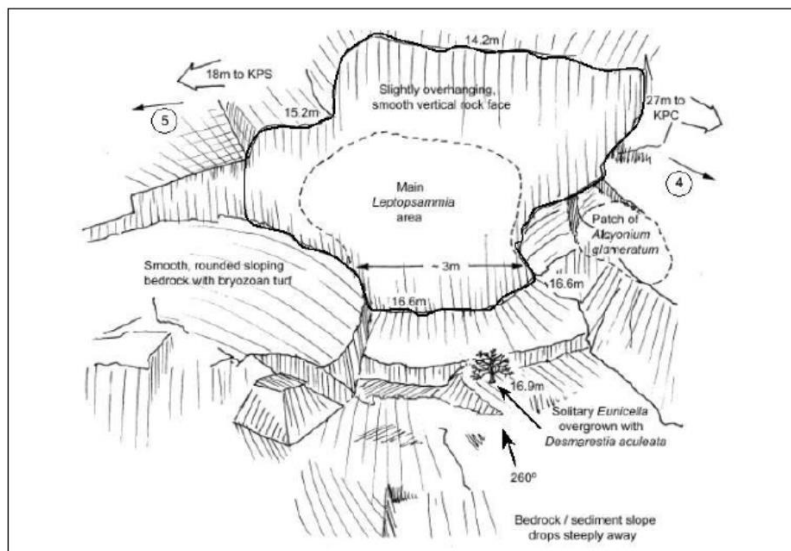 14.2m
18m to KPS
Slightly overhanging,
smooth vertical rock face
27m to
KPC
5
15.2m
4
Main
Leptopsammia
area
Patch of
Alcyonium
glomeratum
Smooth, rounded sloping
bedrock with bryozoan turf
~ 3m
16.6m
16.6m
16.9m
Solitary Eunicella
overgrown with
Desmarestia aculeata
260º
Bedrock / sediment slope
drops steeply away